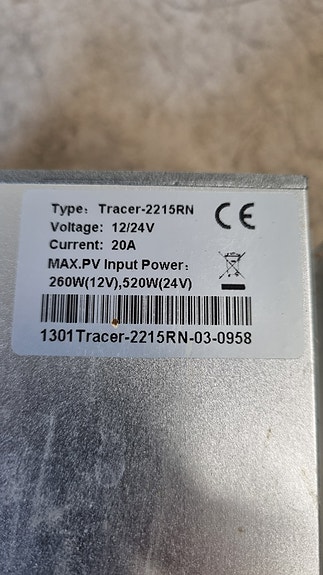 Type: Tracer-2215RN
CE
Voltage: 12/24V
Current: 20A
MAX.PV Input Power:
260W(12V),520W(24V)
1301Tracer-2215RN-03-0958